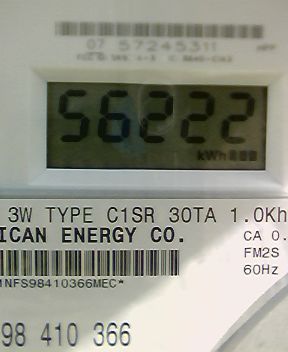 07 57245311
56222
kWh
3W TYPE C1SR 30TA 1.0Kh
ICAN ENERGY CO.
CA 0.
FM2S
60Hz
NFS98410366MEC*
98 410 366